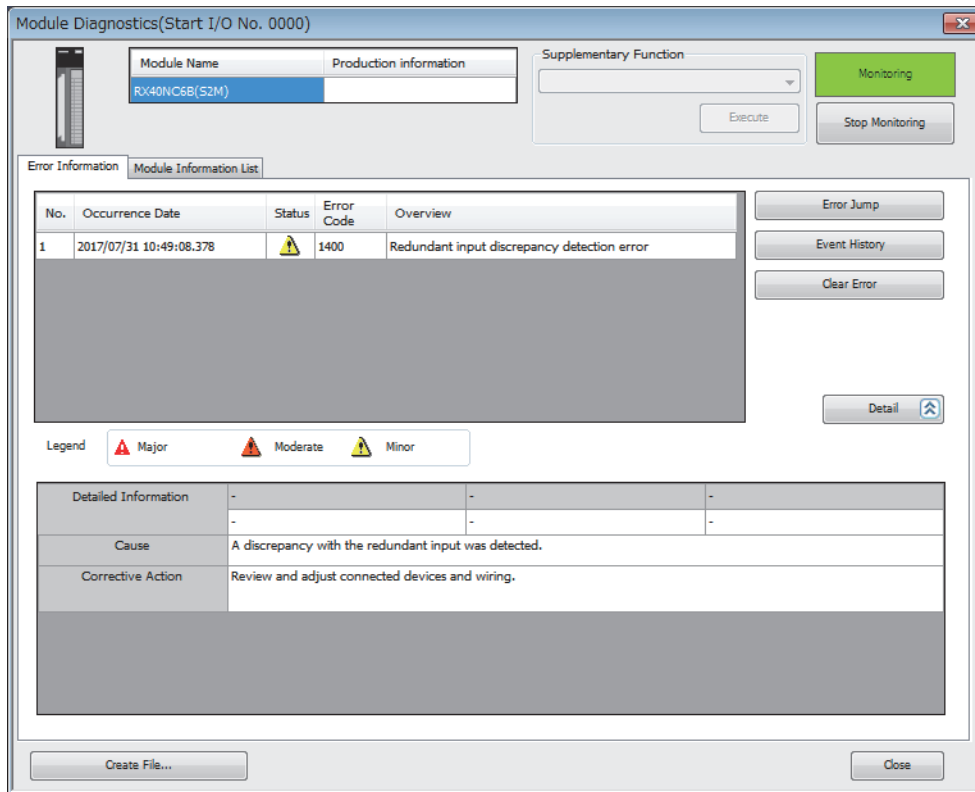 Module Diagnostics(Start I/O No. 0000)
Module Name Production information
RX40NC6B(S2M)
Supplementary Function
Execute
Monitoring
Stop Monitoring
Error Information Module Information List
No. Occurrence Date Status Error Code Overview
1 2017/07/31 10:49:08.378 1400 Redundant input discrepancy detection error
Error Jump
Event History
Clear Error
Detail
Legend Major Moderate Minor
Detailed Information - - -
- - -
Cause A discrepancy with the redundant input was detected.
Corrective Action Review and adjust connected devices and wiring.
Create File... Close